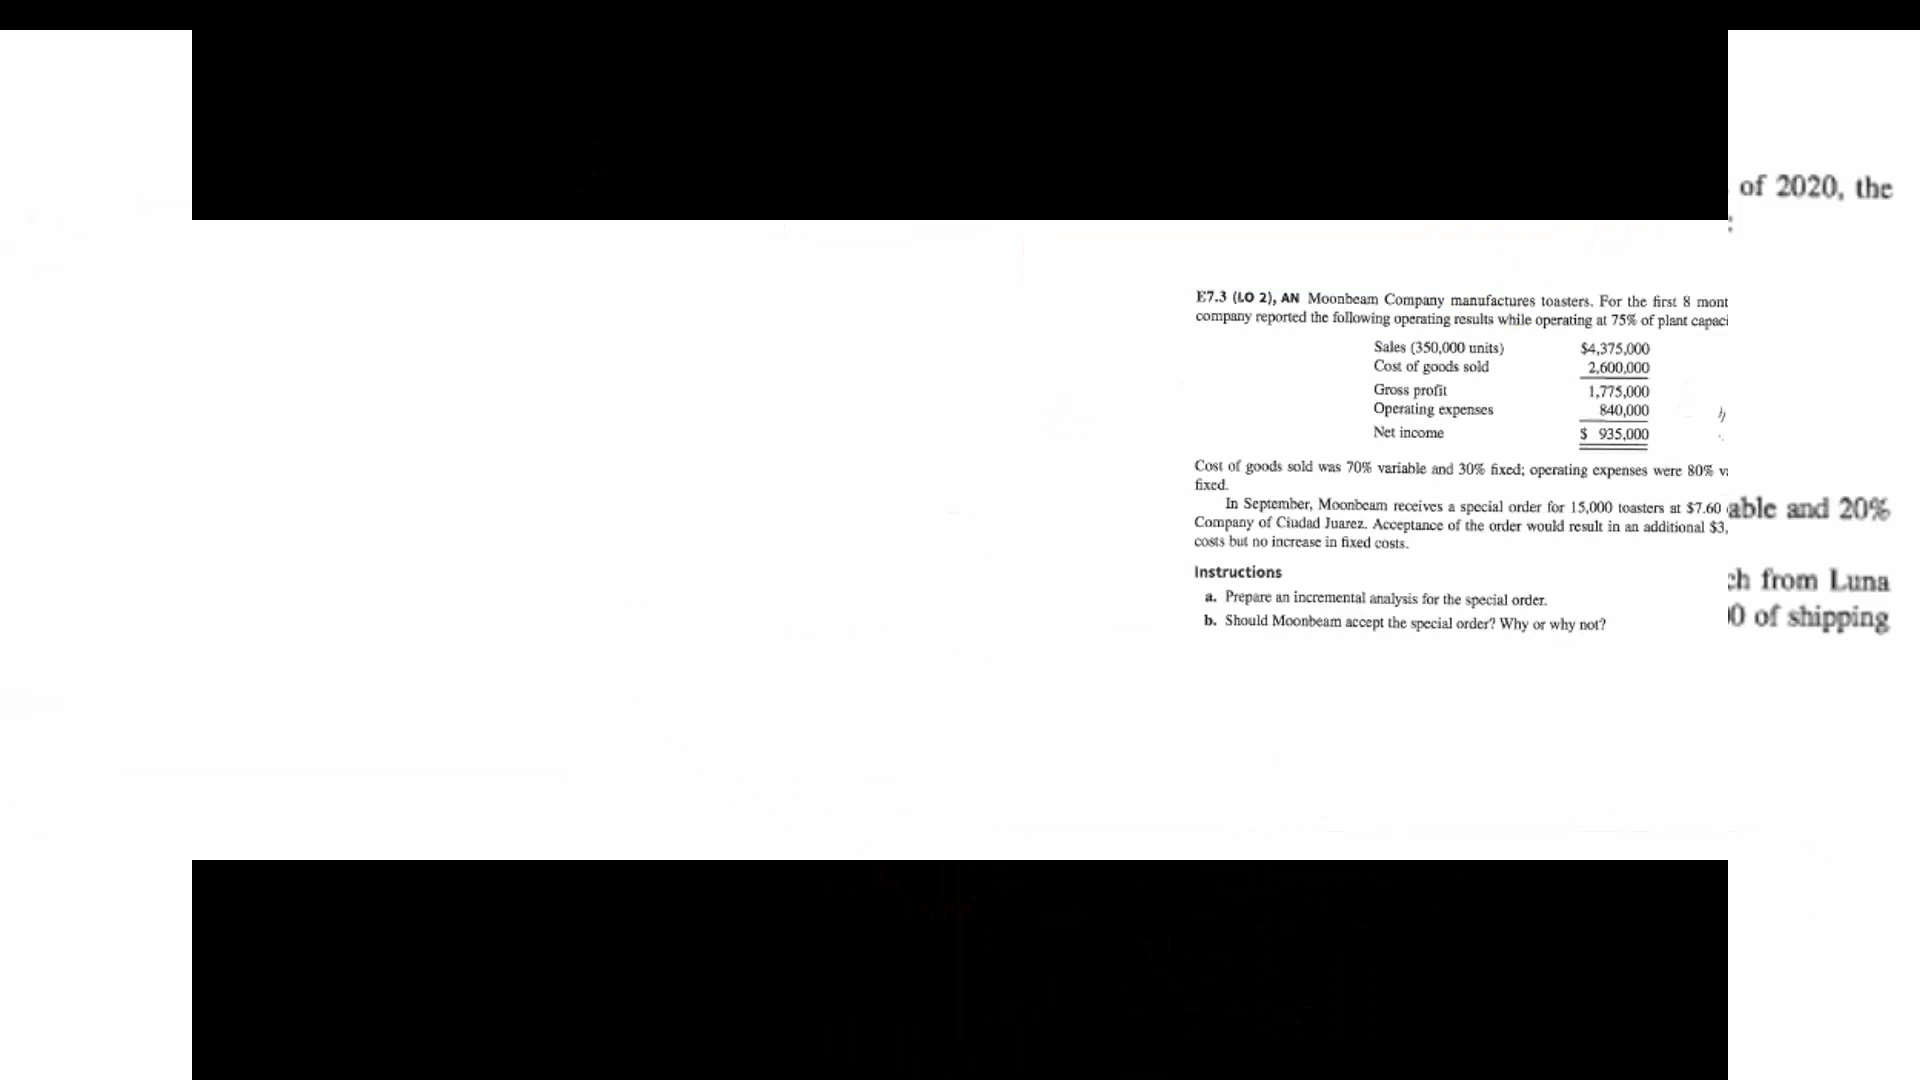 of 2020, the
:
E7.3 (LO 2), AN Moonbeam Company manufactures toasters. For the first 8 mont
company reported the following operating results while operating at 75% of plant capaci
Sales (350,000 units) $4,375,000
Cost of goods sold 2,600,000
Gross profit 1,775,000
Operating expenses 840,000
Net income $ 935,000
Cost of goods sold was 70% variable and 30% fixed; operating expenses were 80% va
able and 20%
fixed.
In September, Moonbeam receives a special order for 15,000 toasters at $7.60
ch from Luna
Company of Ciudad Juarez. Acceptance of the order would result in an additional $3,
00 of shipping
costs but no increase in fixed costs.
Instructions
a. Prepare an incremental analysis for the special order.
b. Should Moonbeam accept the special order? Why or why not?